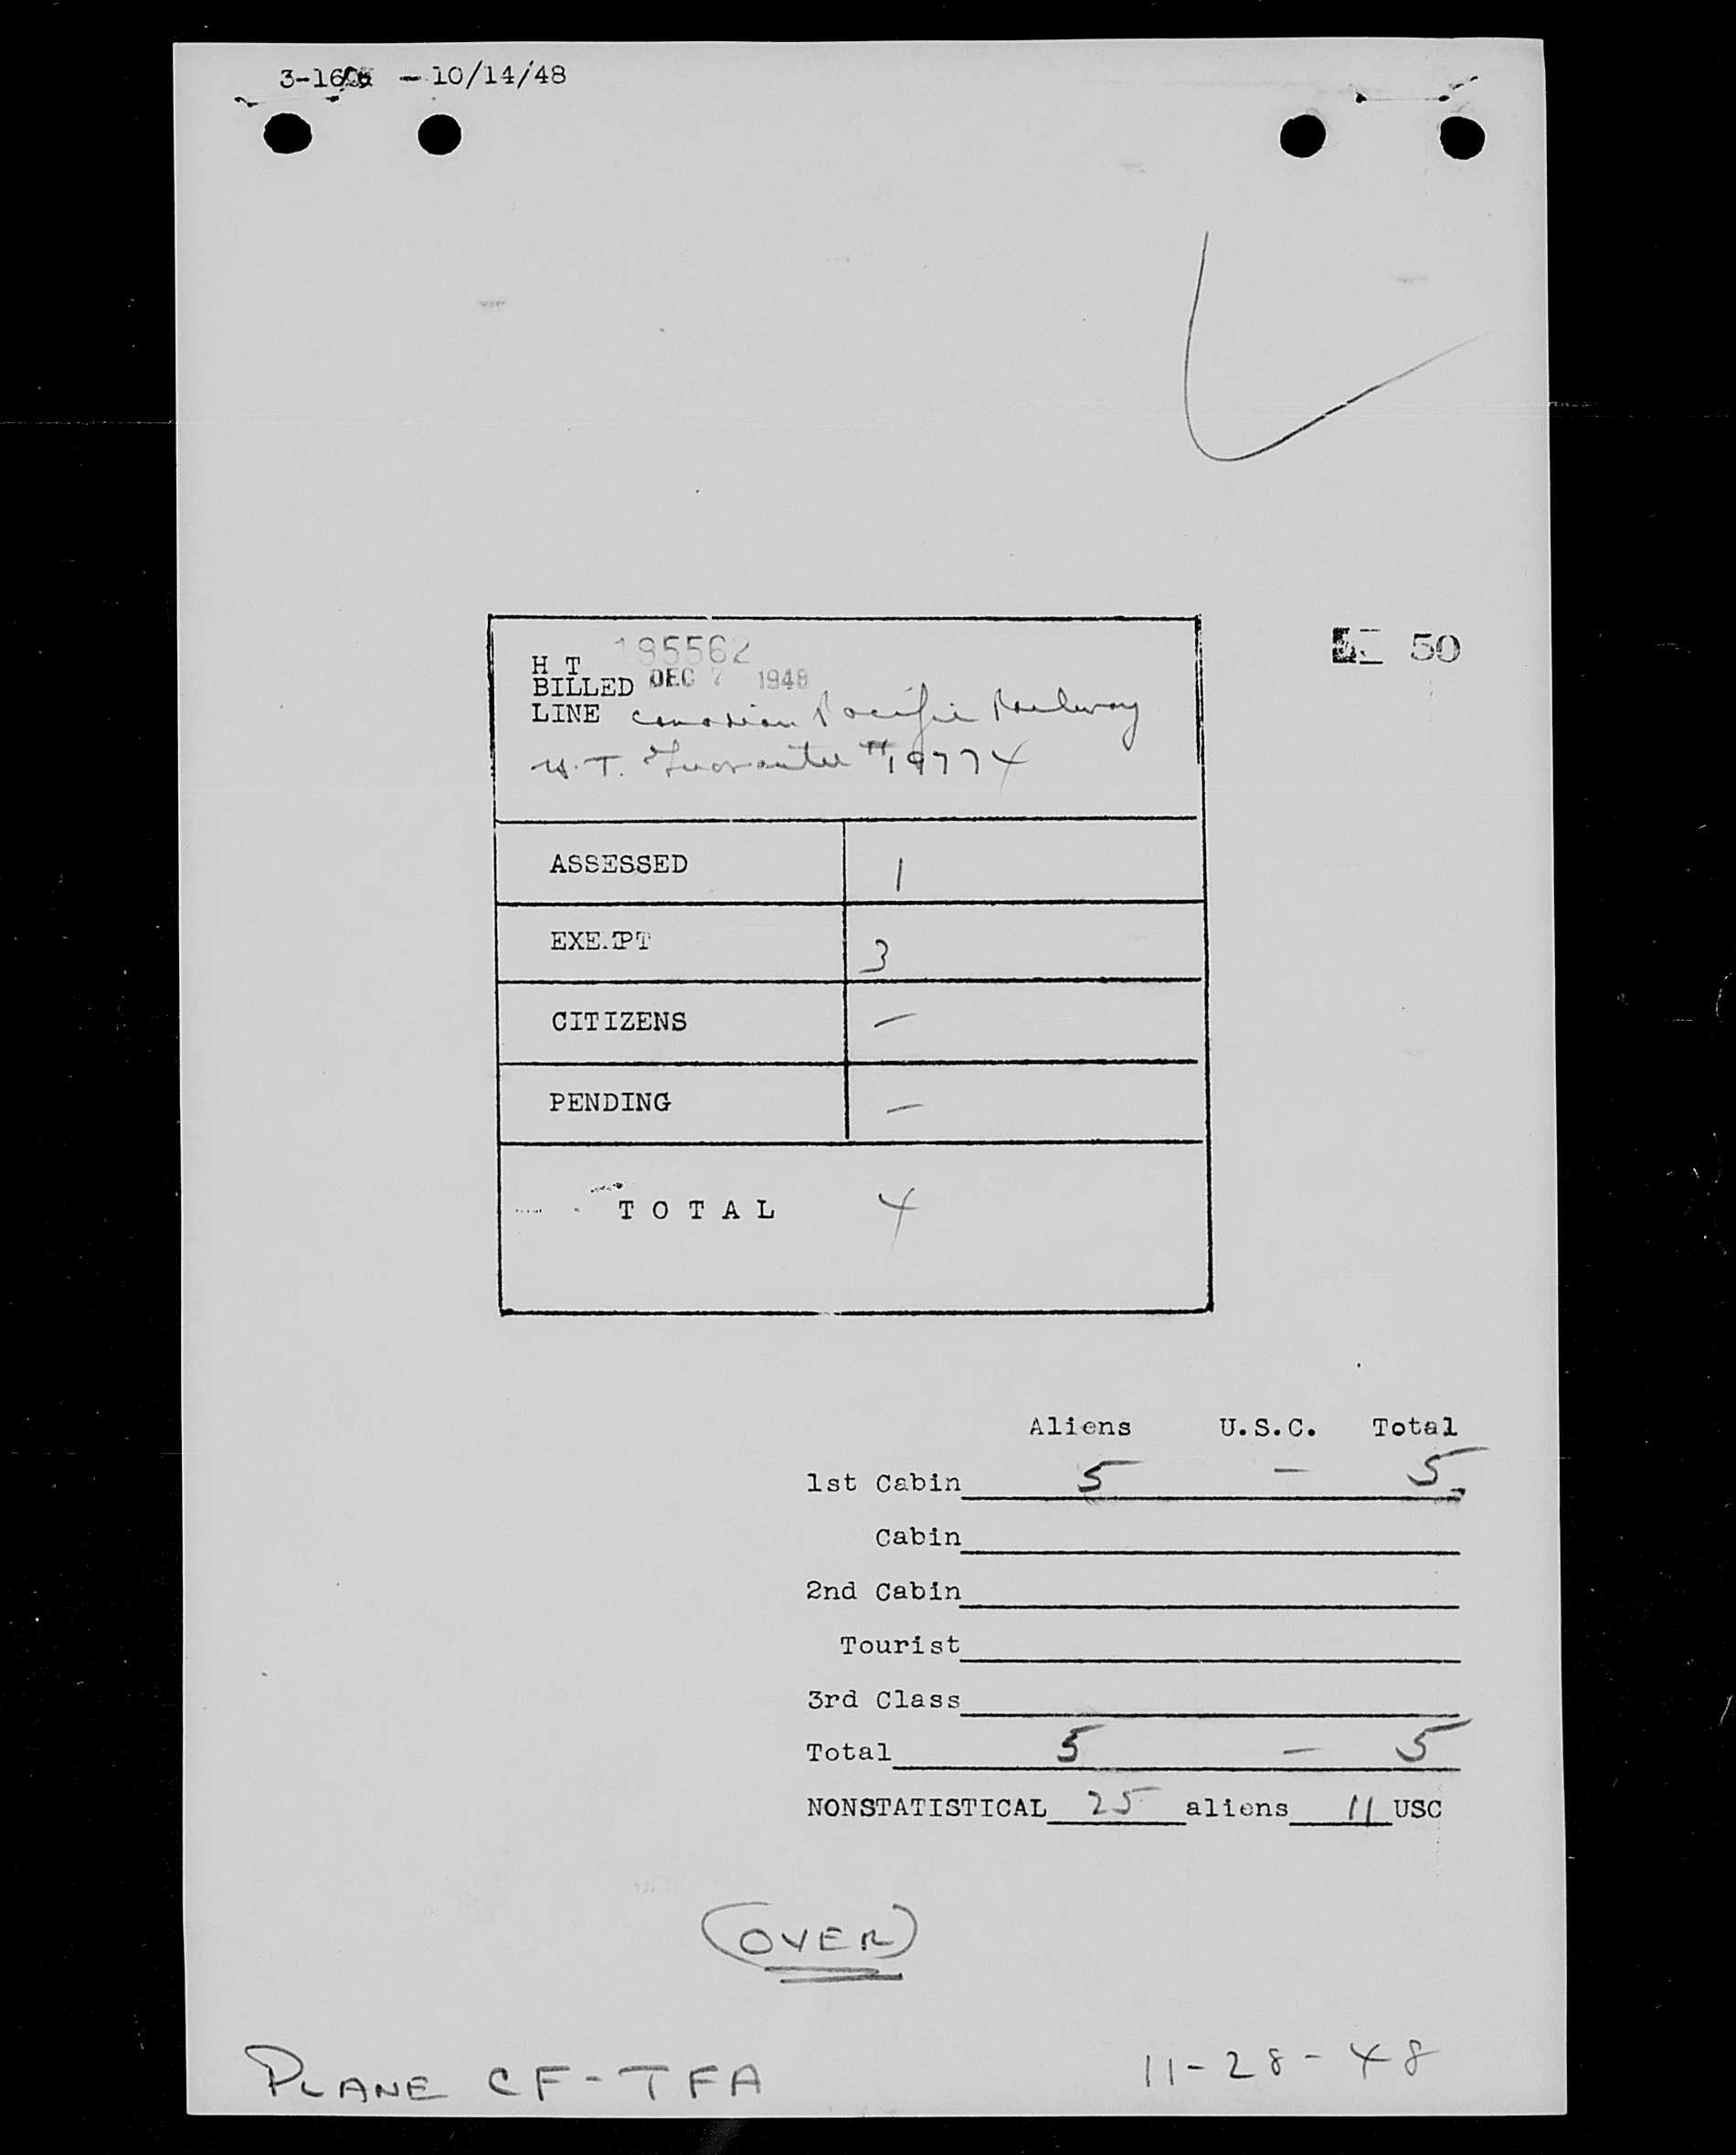 - 10/14/48
50
195562
H T
BILLED DEC 7 1948
LINE Canadian Pacific Railway
H.T. Guarantee #19774
ASSESSED 1
EXEMPT 3
CITIZENS —
PENDING —
TOTAL 4
Aliens U.S.C. Total
1st Cabin 5 — 5
Cabin
2nd Cabin
Tourist
3rd Class
Total 5 — 5
NONSTATISTICAL 25 aliens 11 USC
(OVER)
PLANE CF-TFA 11-28-48